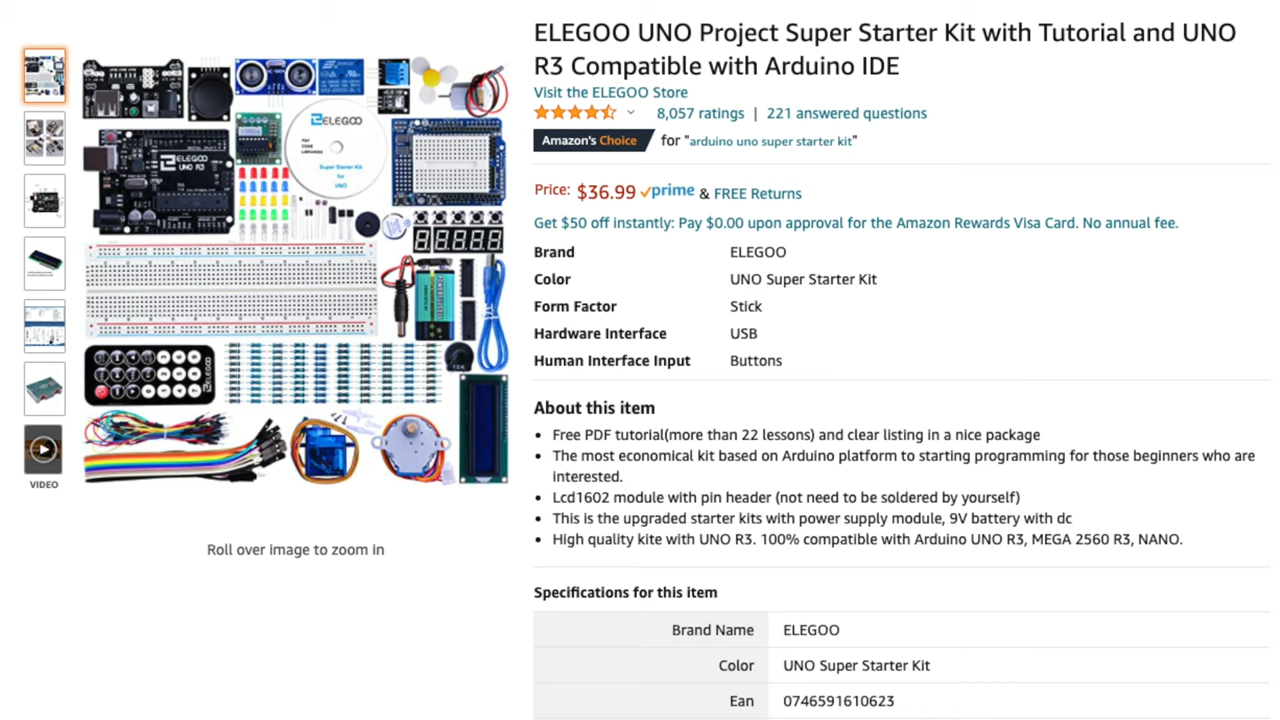 ELEGOO UNO Project Super Starter Kit with Tutorial and UNO
R3 Compatible with Arduino IDE
Visit the ELEGOO Store
8,057 ratings | 221 answered questions
Amazon's Choice for "arduino uno super starter kit"
Price: $36.99 prime & FREE Returns
Get $50 off instantly: Pay $0.00 upon approval for the Amazon Rewards Visa Card. No annual fee.
Brand ELEGOO
Color UNO Super Starter Kit
Form Factor Stick
Hardware Interface USB
Human Interface Input Buttons
About this item
• Free PDF tutorial(more than 22 lessons) and clear listing in a nice package
• The most economical kit based on Arduino platform to starting programming for those beginners who are
interested.
• Lcd1602 module with pin header (not need to be soldered by yourself)
• This is the upgraded starter kits with power supply module, 9V battery with dc
• High quality kite with UNO R3. 100% compatible with Arduino UNO R3, MEGA 2560 R3, NANO.
Specifications for this item
Brand Name ELEGOO
Color UNO Super Starter Kit
Ean 0746591610623
ELEGOO
PDF
CODE
LIBRARIES
Super Starter Kit
for
UNO
ELEGOO
UNO R3
ELEGOO
VIDEO
Roll over image to zoom in